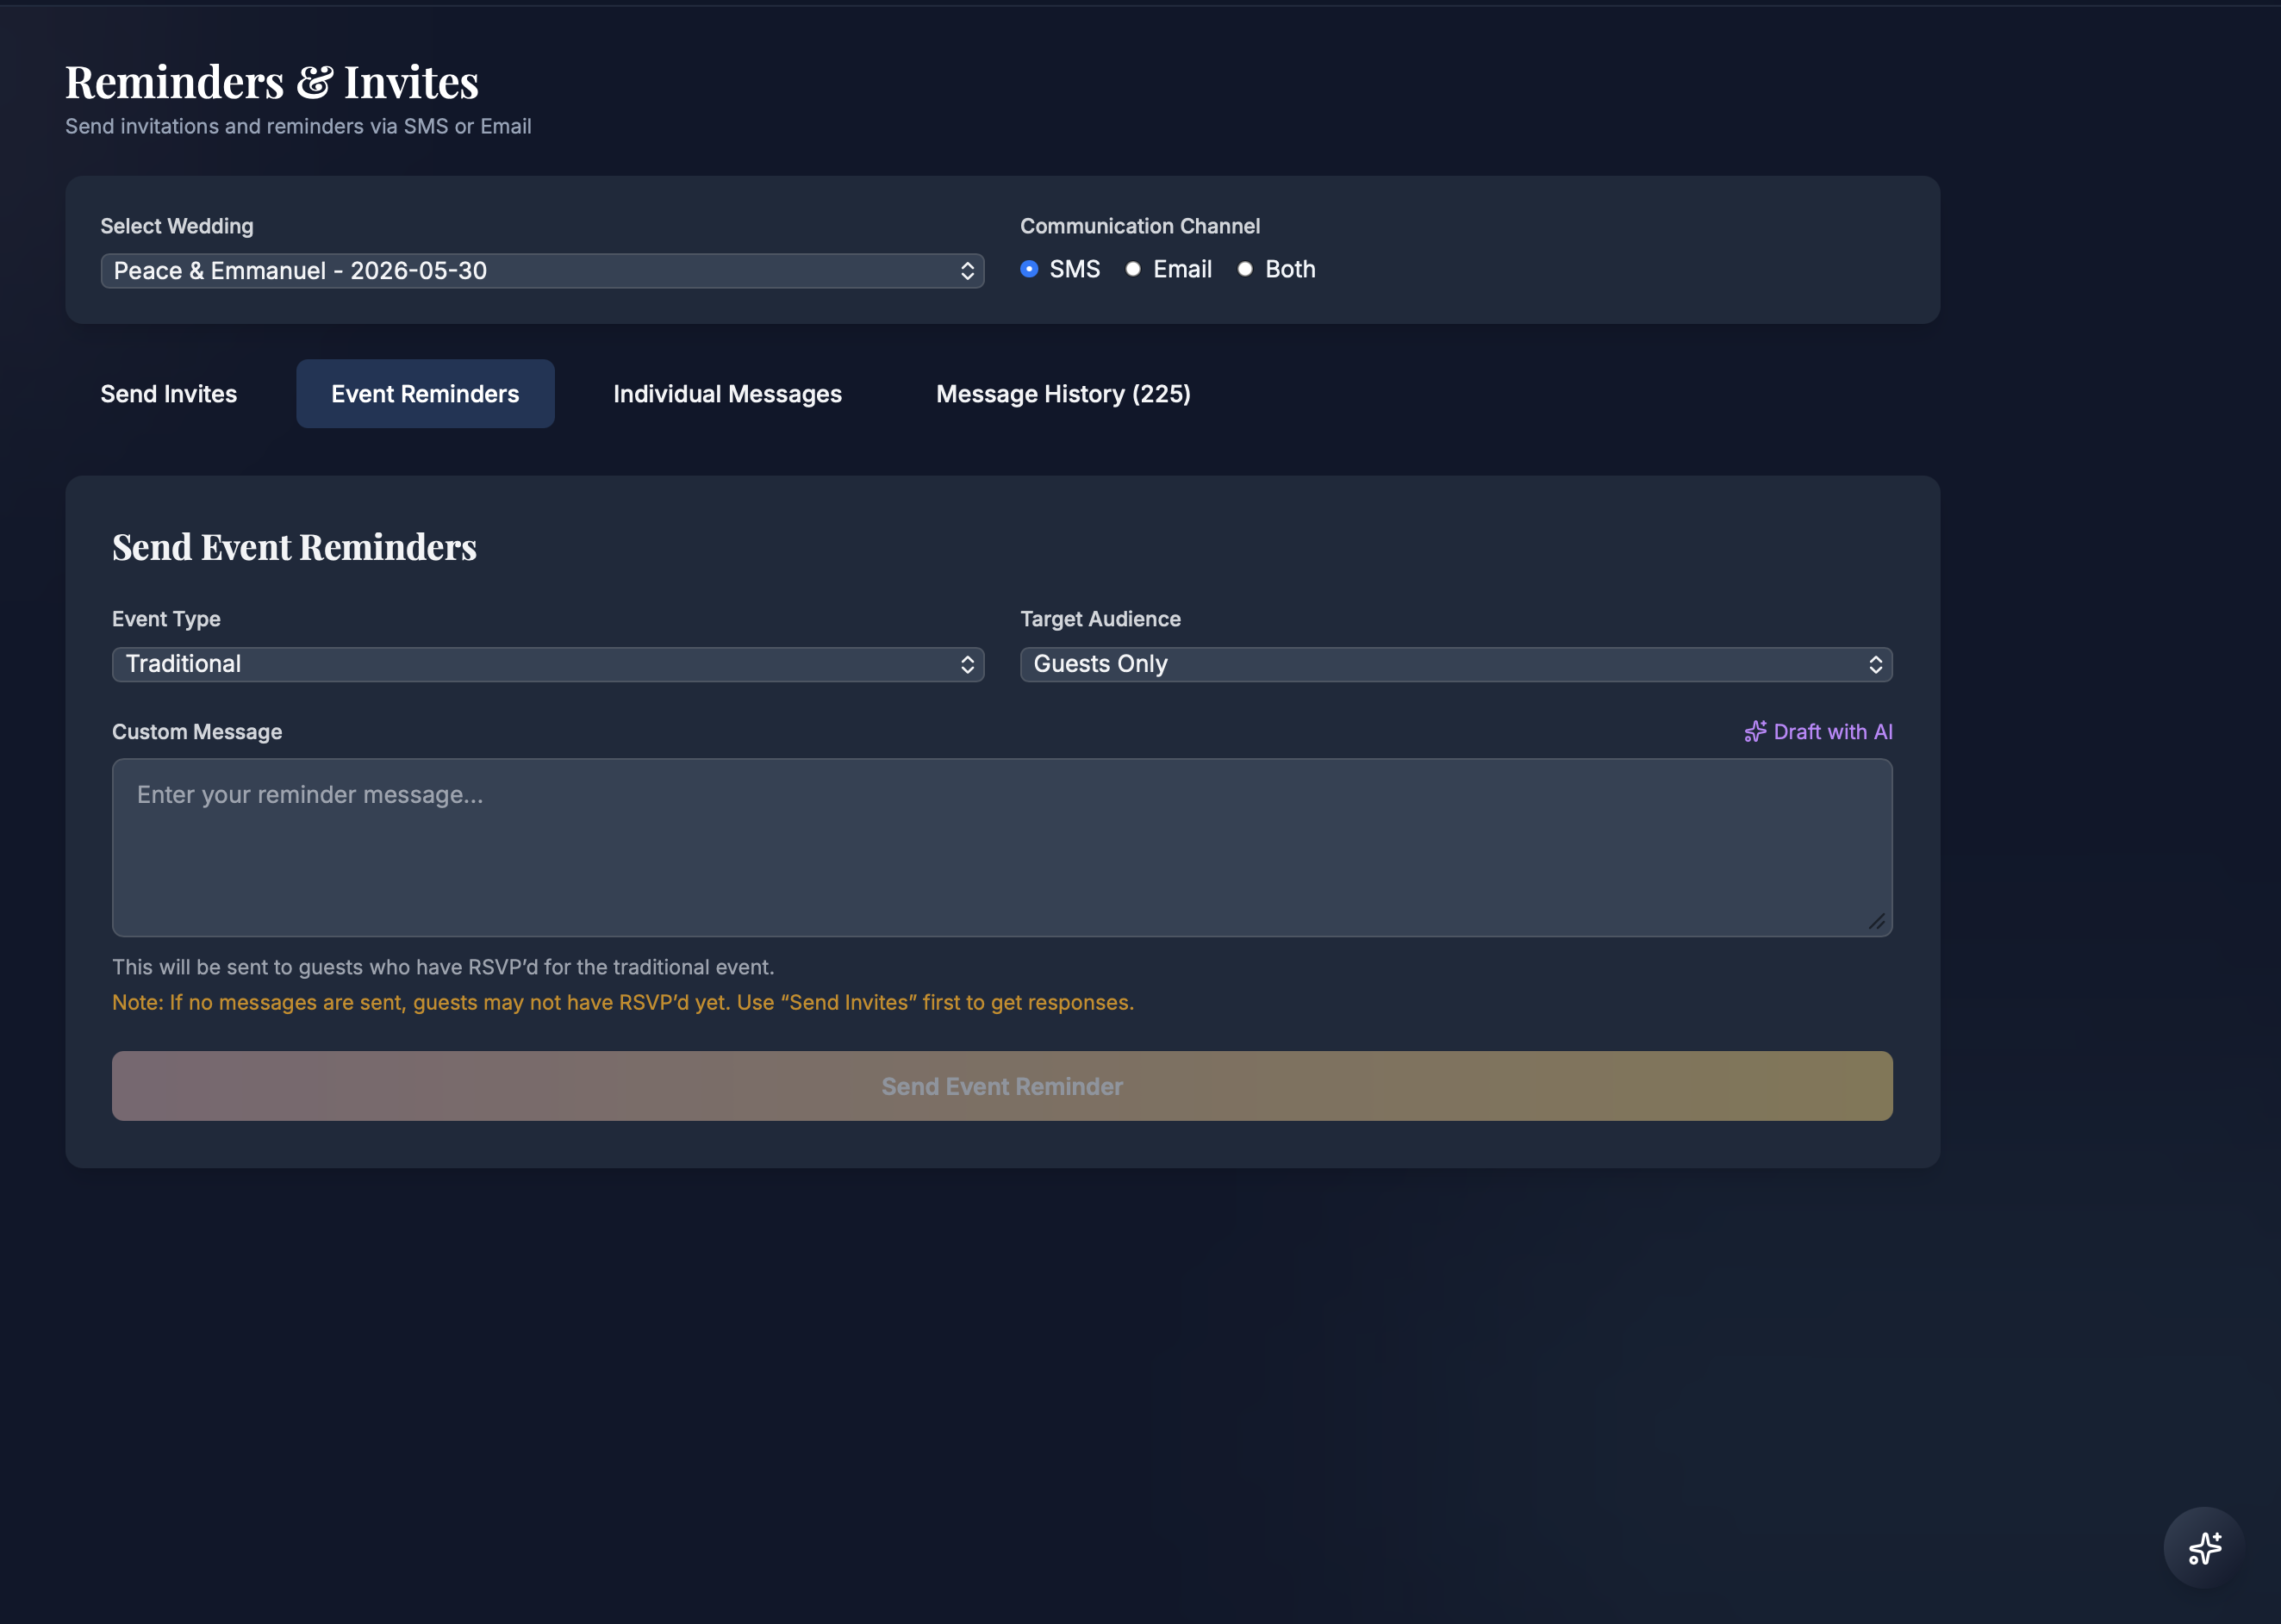 Reminders & Invites
Send invitations and reminders via SMS or Email
Select Wedding
Communication Channel
Peace & Emmanuel - 2026-05-30
SMS
Email
Both
Send Invites
Event Reminders
Individual Messages
Message History (225)
Send Event Reminders
Event Type
Target Audience
Traditional
Guests Only
Custom Message
Draft with AI
Enter your reminder message...
This will be sent to guests who have RSVP’d for the traditional event.
Note: If no messages are sent, guests may not have RSVP’d yet. Use “Send Invites” first to get responses.
Send Event Reminder